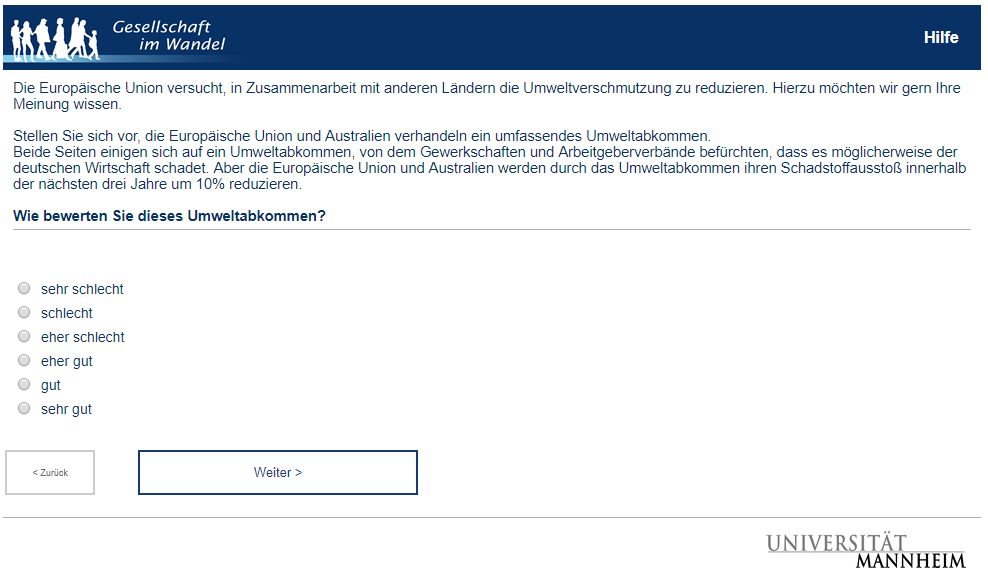 Gesellschaft
im Wandel
Hilfe
Die Europäische Union versucht, in Zusammenarbeit mit anderen Ländern die Umweltverschmutzung zu reduzieren. Hierzu möchten wir gern Ihre
Meinung wissen.
Stellen Sie sich vor, die Europäische Union und Australien verhandeln ein umfassendes Umweltabkommen.
Beide Seiten einigen sich auf ein Umweltabkommen, von dem Gewerkschaften und Arbeitgeberverbände befürchten, dass es möglicherweise der
deutschen Wirtschaft schadet. Aber die Europäische Union und Australien werden durch das Umweltabkommen ihren Schadstoffausstoß innerhalb
der nächsten drei Jahre um 10% reduzieren.
Wie bewerten Sie dieses Umweltabkommen?
sehr schlecht
schlecht
eher schlecht
eher gut
gut
sehr gut
< Zurück
Weiter >
UNIVERSITÄT
MANNHEIM